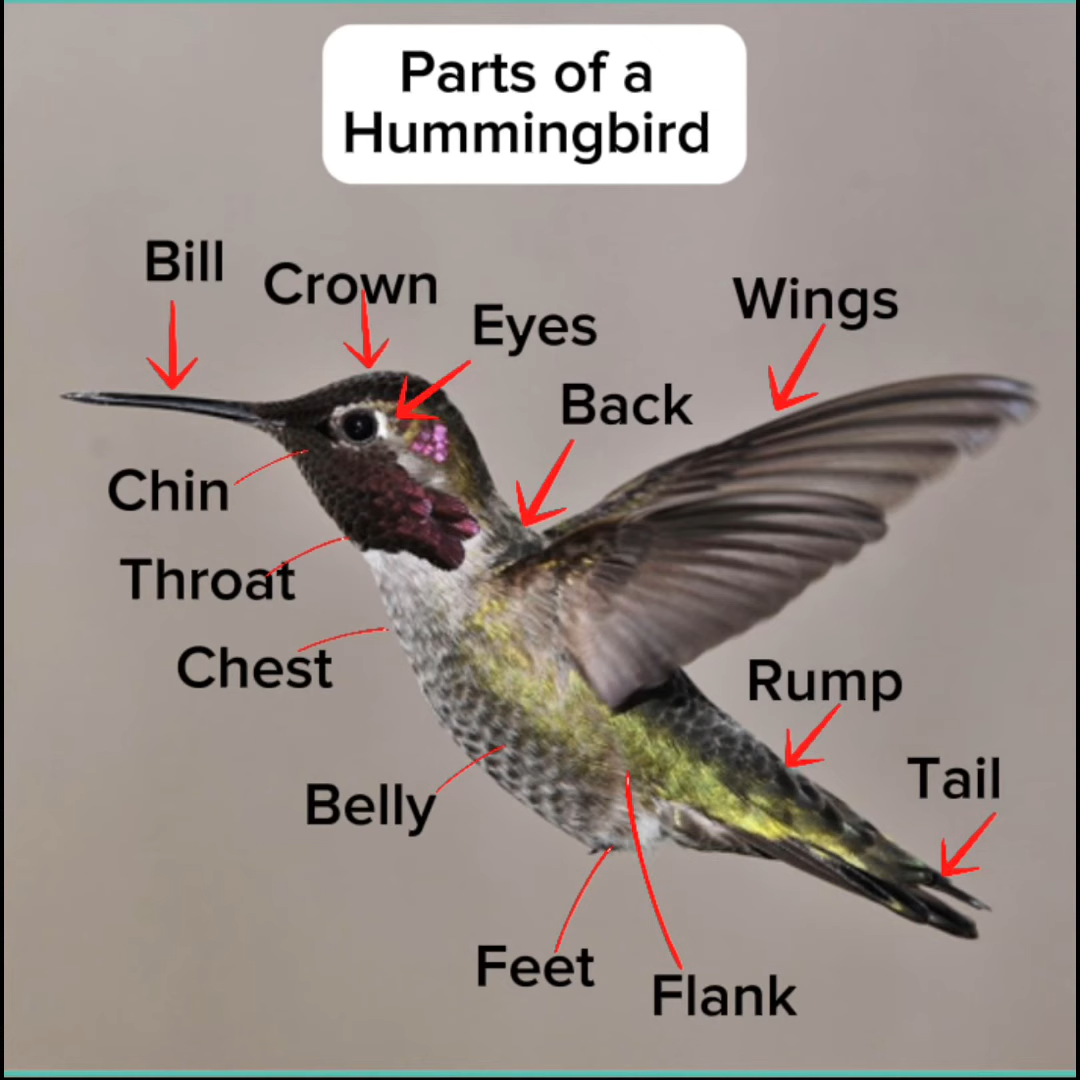 Parts of a
Hummingbird
Bill
Crown
Eyes
Wings
Back
Chin
Throat
Chest
Rump
Tail
Belly
Feet
Flank